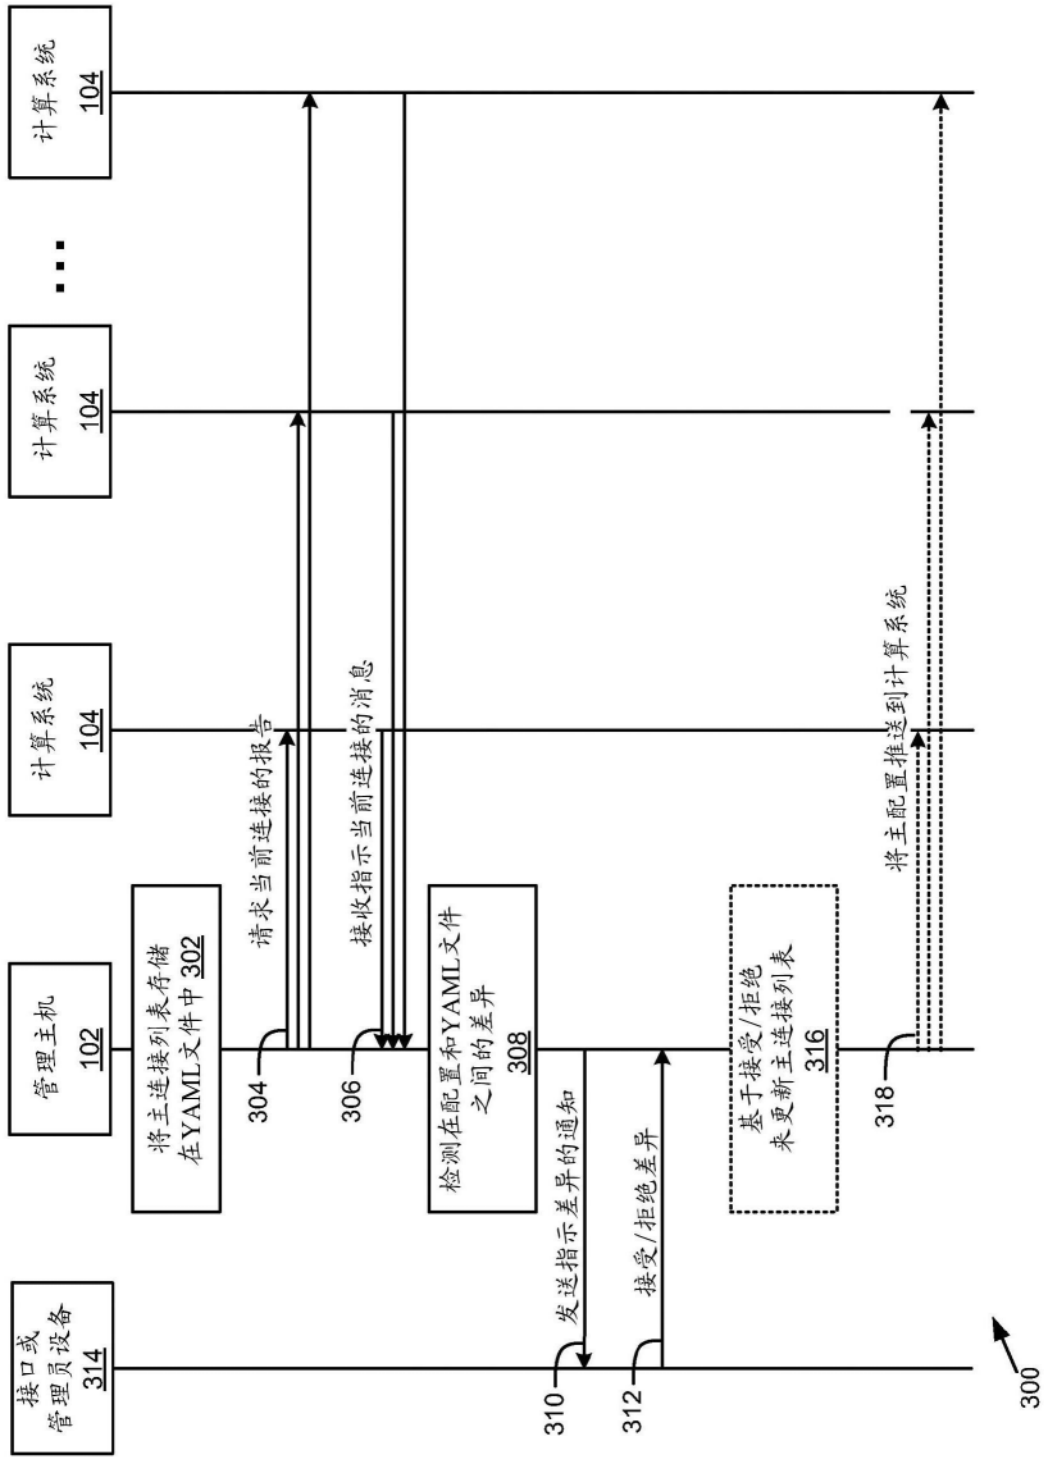 接口或
管理员设备
314
管理主机
102
计算系统
104
计算系统
104
...
计算系统
104
将主连接列表存储
在YAML文件中 302
请求当前连接的报告
304
接收指示当前连接的消息
306
检测在配置和YAML文件
之间的差异
308
发送指示差异的通知
310
接受/拒绝差异
312
基于接受/拒绝
来更新主连接列表
316
将主配置推送到计算系统
318
300